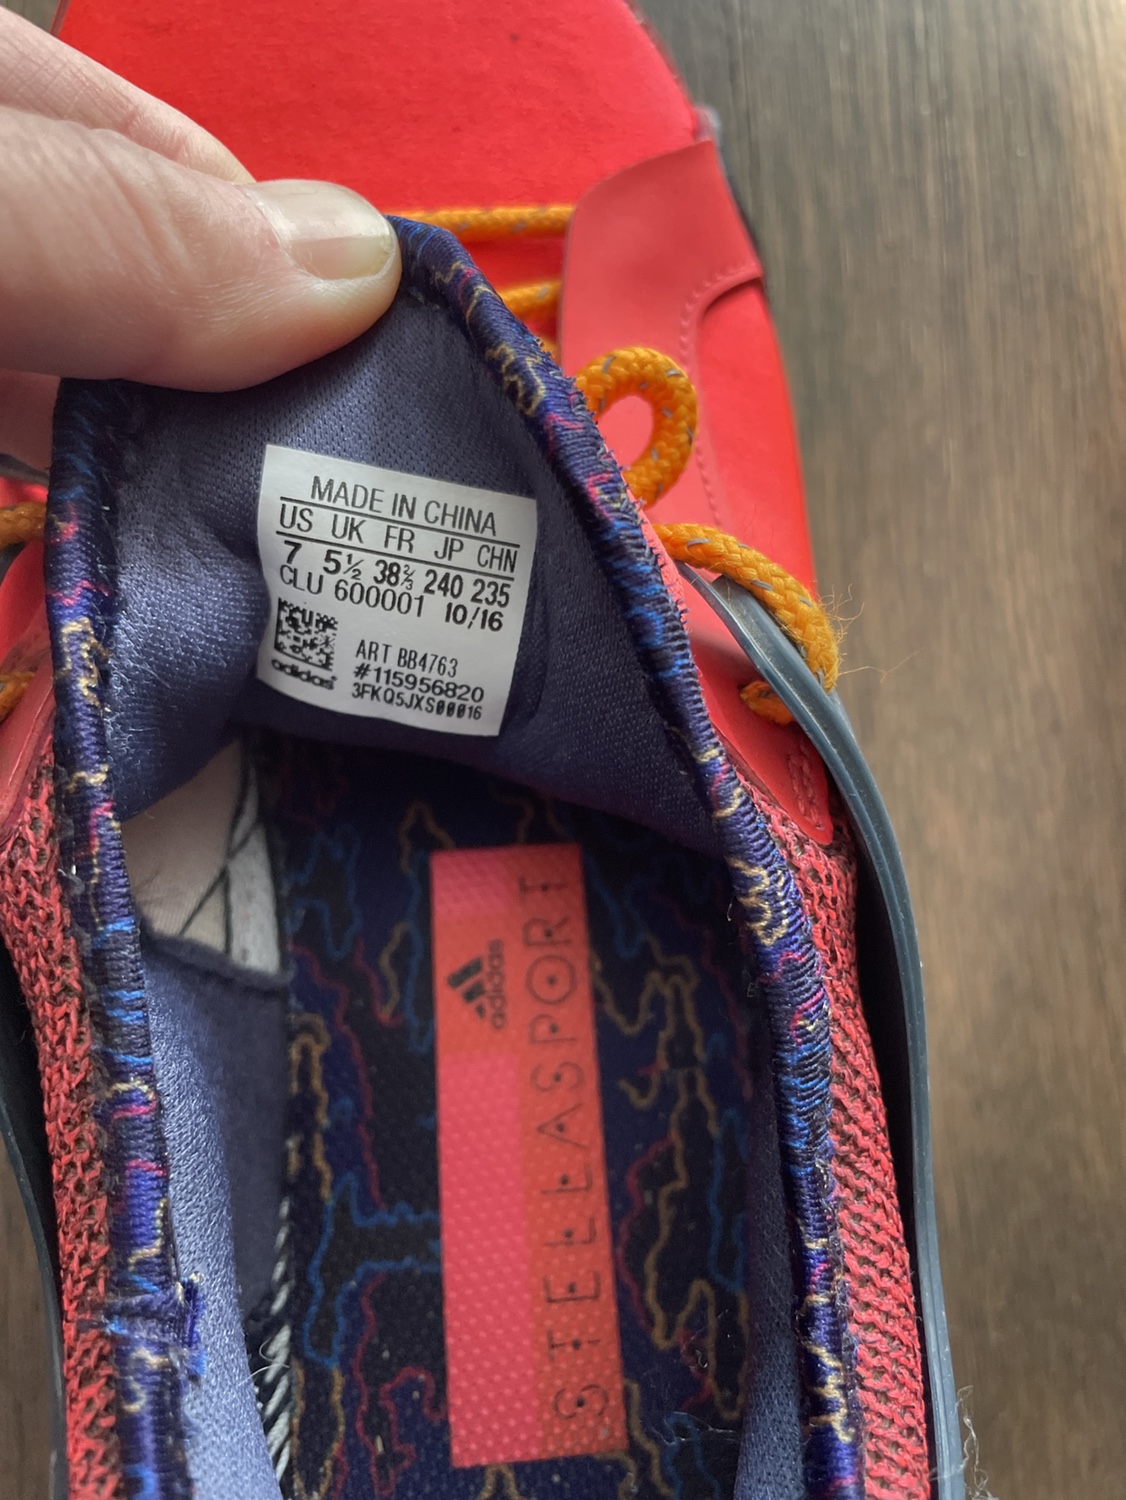 MADE IN CHINA
US UK FR JP CHN
7 5½ 38⅔ 240 235
CLU 600001 10/16
ART BB4763
#115956820
3FKQ5JXS00016
adidas
adidas
STELLASPORT